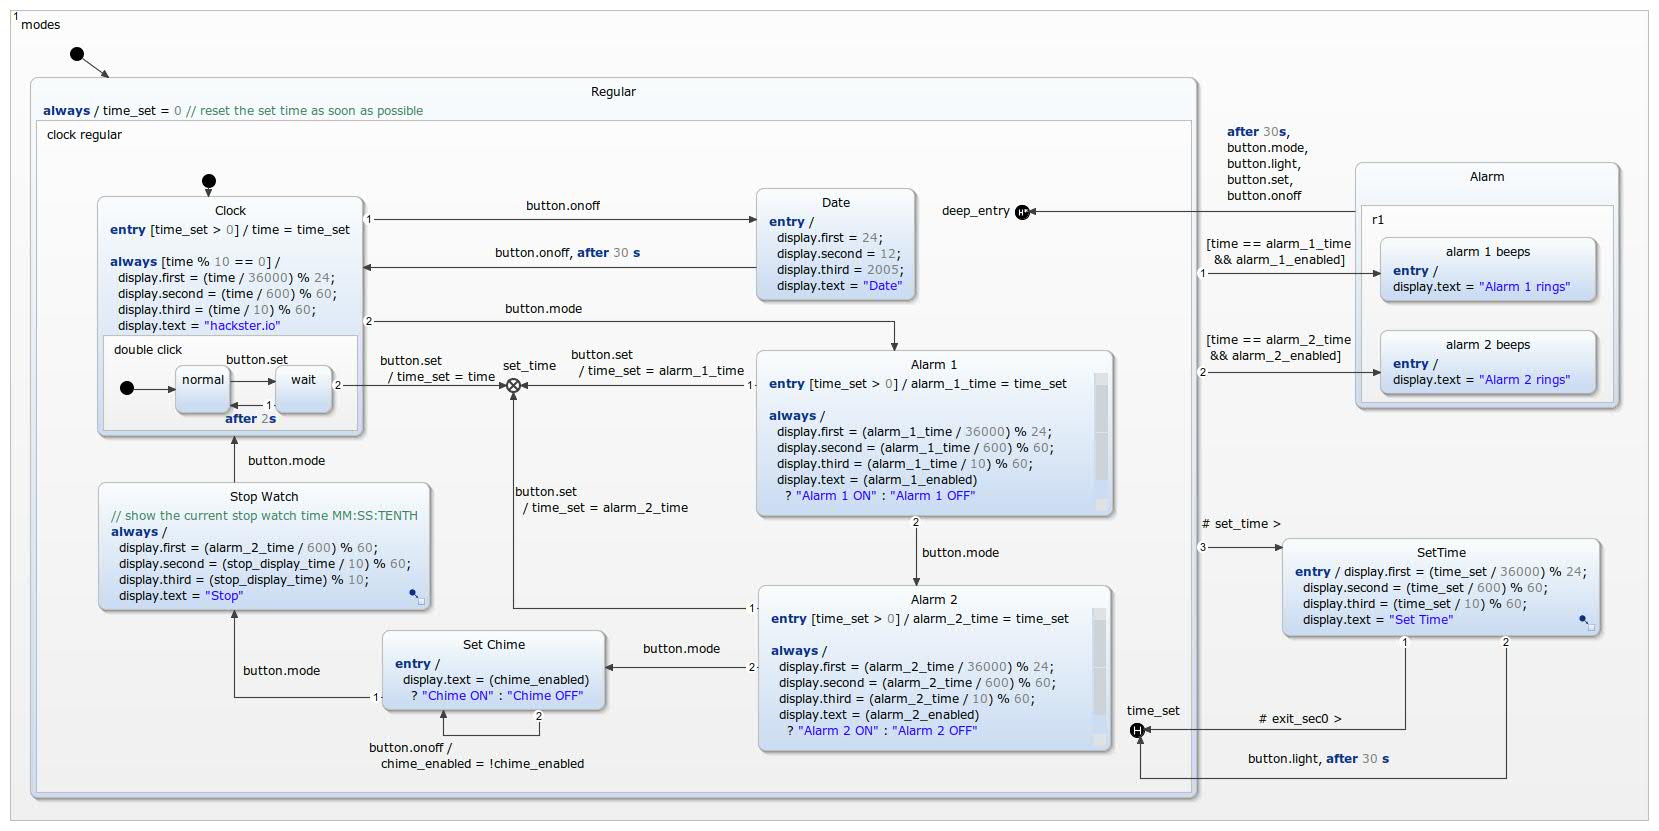 1
modes
Regular
always / time_set = 0 // reset the set time as soon as possible
clock regular
Clock
entry [time_set > 0] / time = time_set
always [time % 10 == 0] /
display.first = (time / 36000) % 24;
display.second = (time / 600) % 60;
display.third = (time / 10) % 60;
display.text = "hackster.io"
double click
button.set
normal
wait
1
after 2s
1
button.onoff
button.onoff, after 30 s
2
button.mode
Date
entry /
display.first = 24;
display.second = 12;
display.third = 2005;
display.text = "Date"
2
button.set
/ time_set = time
set_time
button.set
/ time_set = alarm_1_time
1
Alarm 1
entry [time_set > 0] / alarm_1_time = time_set
always /
display.first = (alarm_1_time / 36000) % 24;
display.second = (alarm_1_time / 600) % 60;
display.third = (alarm_1_time / 10) % 60;
display.text = (alarm_1_enabled)
? "Alarm 1 ON" : "Alarm 1 OFF"
2
button.mode
button.mode
Stop Watch
// show the current stop watch time MM:SS:TENTH
always /
display.first = (alarm_2_time / 600) % 60;
display.second = (stop_display_time / 10) % 60;
display.third = (stop_display_time) % 10;
display.text = "Stop"
button.set
/ time_set = alarm_2_time
1
Alarm 2
entry [time_set > 0] / alarm_2_time = time_set
always /
display.first = (alarm_2_time / 36000) % 24;
display.second = (alarm_2_time / 600) % 60;
display.third = (alarm_2_time / 10) % 60;
display.text = (alarm_2_enabled)
? "Alarm 2 ON" : "Alarm 2 OFF"
button.mode
2
Set Chime
entry /
display.text = (chime_enabled)
? "Chime ON" : "Chime OFF"
button.mode
1
2
button.onoff /
chime_enabled = !chime_enabled
deep_entry
H*
after 30s,
button.mode,
button.light,
button.set,
button.onoff
Alarm
r1
[time == alarm_1_time
&& alarm_1_enabled]
1
alarm 1 beeps
entry /
display.text = "Alarm 1 rings"
[time == alarm_2_time
&& alarm_2_enabled]
2
alarm 2 beeps
entry /
display.text = "Alarm 2 rings"
# set_time >
3
SetTime
entry / display.first = (time_set / 36000) % 24;
display.second = (time_set / 600) % 60;
display.third = (time_set / 10) % 60;
display.text = "Set Time"
1
2
time_set
H
# exit_sec0 >
button.light, after 30 s